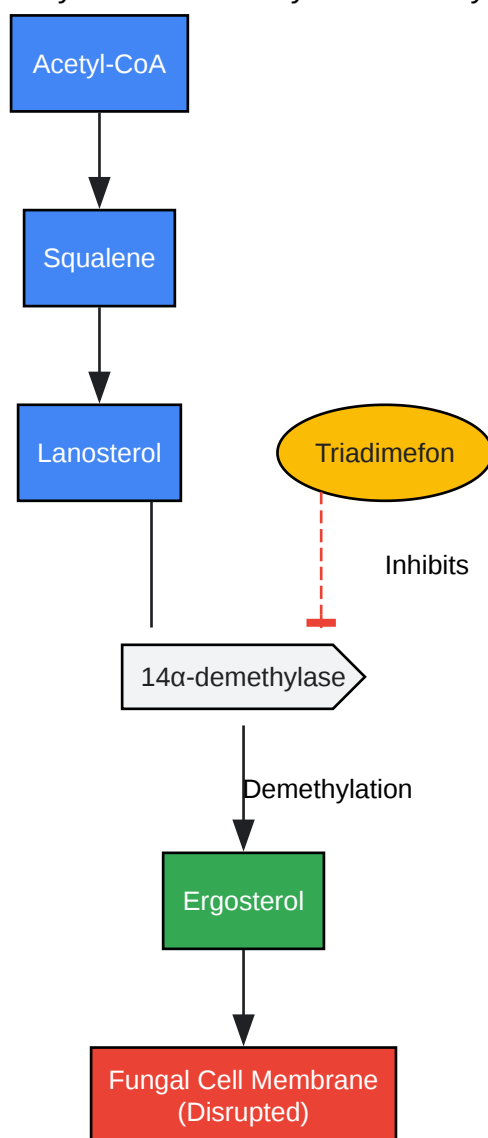 Acetyl-CoA
Squalene
Lanosterol
Triadimefon
Inhibits
14α-demethylase
Demethylation
Ergosterol
Fungal Cell Membrane
(Disrupted)